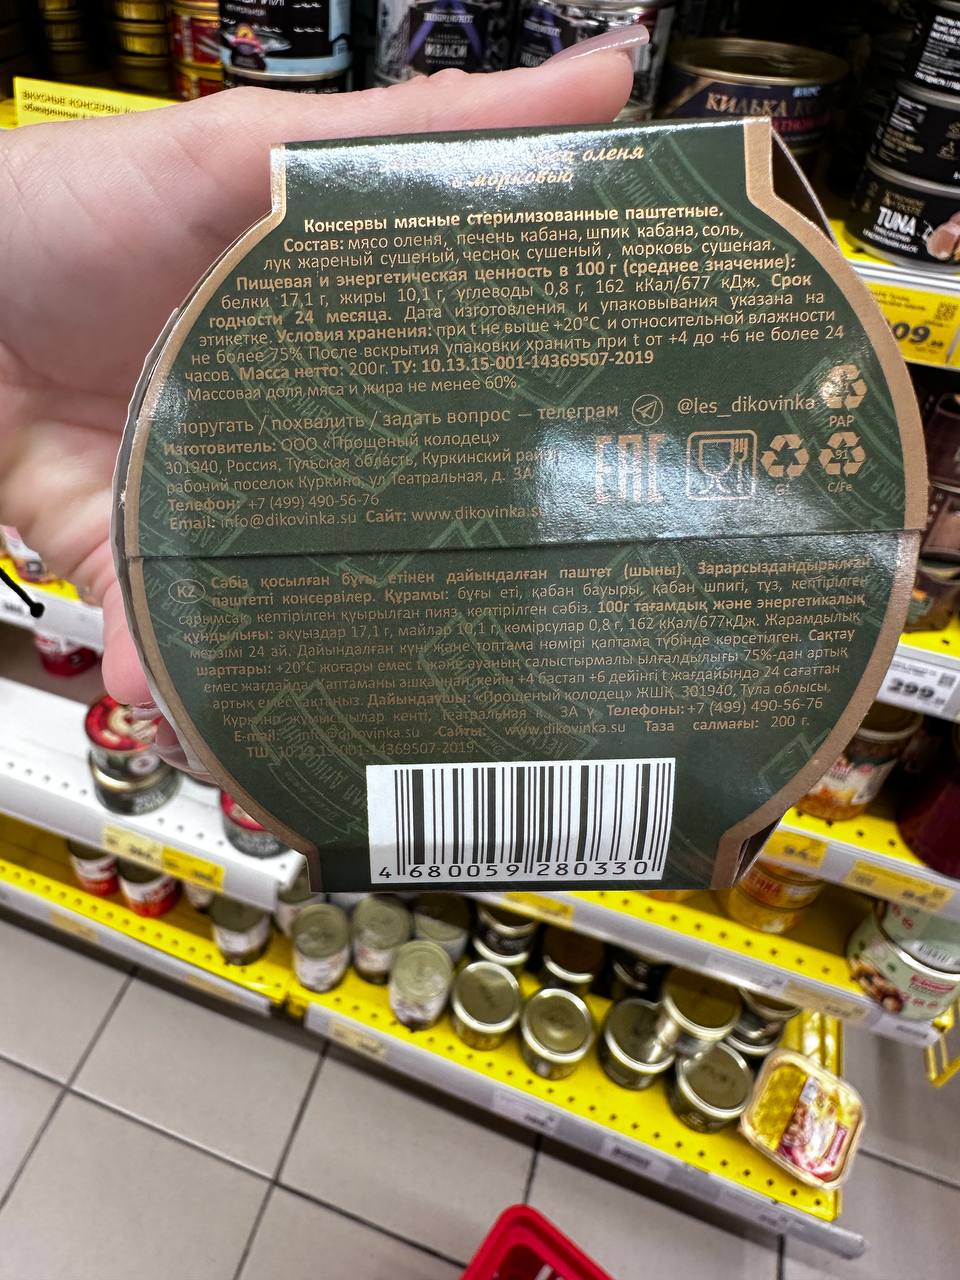 оленя
с морковью
Консервы мясные стерилизованные паштетные.
Состав: мясо оленя, печень кабана, шпик кабана, соль,
лук жареный сушеный, чеснок сушеный , морковь сушеная.
Пищевая и энергетическая ценность в 100 г (среднее значение):
белки 17,1 г, жиры 10,1 г, углеводы 0,8 г, 162 кКал/677 кДж. Срок
годности 24 месяца. Дата изготовления и упаковывания указана на
этикетке. Условия хранения: при t не выше +20°С и относительной влажности
не более 75%. После вскрытия упаковки хранить при t от +4 до +6 не более 24
часов. Масса нетто: 200г. ТУ: 10.13.15-001-14369507-2019
Массовая доля мяса и жира не менее 60%.
поругать / похвалить / задать вопрос — телеграм @les_dikovinka
PAP
Изготовитель: ООО «Прощеный колодец»
301940, Россия, Тульская область, Куркинский район
рабочий поселок Куркино, ул.Театральная, д. 3А
Телефон: +7 (499) 490-56-76
Email: info@dikovinka.su Сайт: www.dikovinka.su
EAC
91
C/Fe
KZ
Сәбіз қосылған бұғы етінен дайындалған паштет (шыны). Зарарсыздандырылған
паштетті консервілер. Құрамы: бұғы еті, қабан бауыры, қабан шпигі, тұз, кептірілген
сарымсақ, кептірілген қуырылған пияз, кептірілген сәбіз. 100г тағамдық және энергетикалық
құндылығы: ақуыздар 17,1 г, майлар 10,1 г, көмірсулар 0,8 г, 162 кКал/677кДж. Жарамдылық
мерзімі 24 ай. Дайындалған күні және топтама нөмірі қаптама түбінде көрсетілген. Сақтау
шарттары: +20°С жоғары емес t және ауаның салыстырмалы ылғалдылығы 75%-дан артық
емес жағдайда. Қаптаманы ашқаннан кейін +4 бастап +6 дейінгі t жағдайында 24 сағаттан
артық емес сақтаңыз. Дайындаушы: «Прощеный колодец» ЖШҚ, 301940, Тула облысы,
Куркино жұмысшылар кенті, Театральная к., 3А ү. Телефоны: +7 (499) 490-56-76
E-mail: info@dikovinka.su Сайты: www.dikovinka.su Таза салмағы: 200 г.
ТШ: 10.13.15-001-14369507-2019.
4 680059 280330
КИЛЬКА
TUNA
299